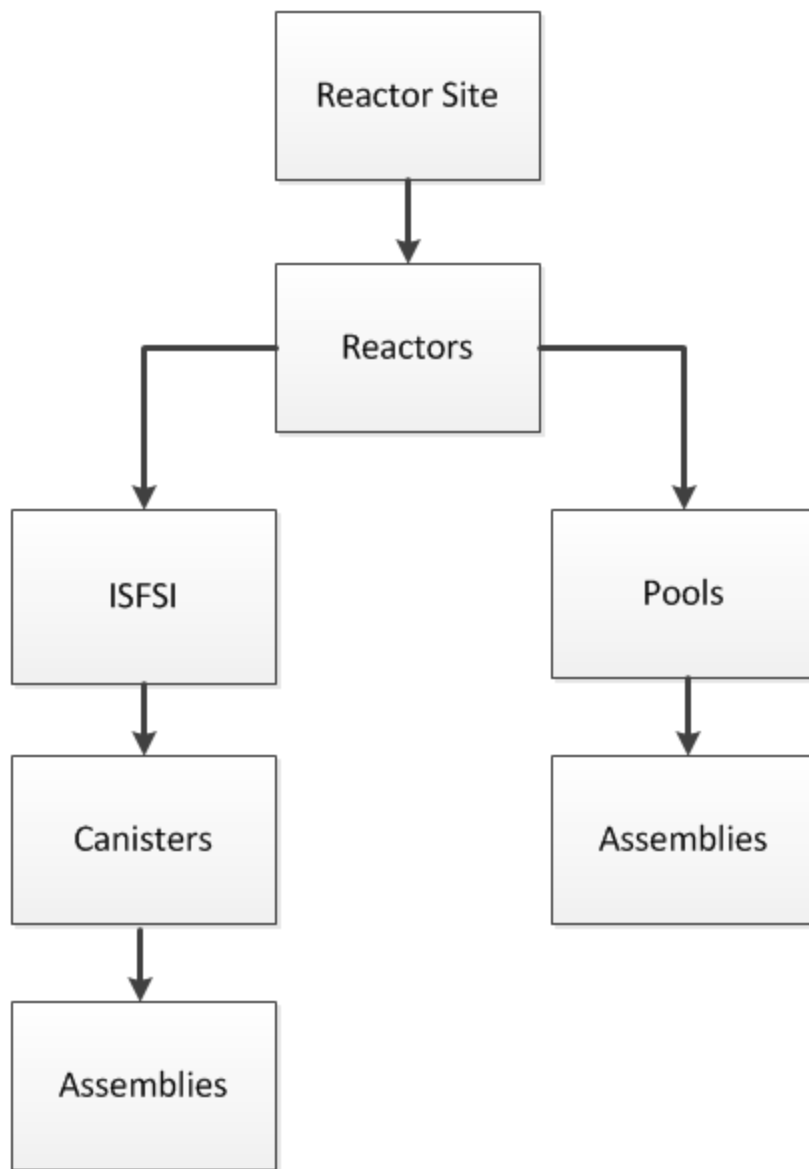 Reactor Site
Reactors
ISFSI
Pools
Canisters
Assemblies
Assemblies